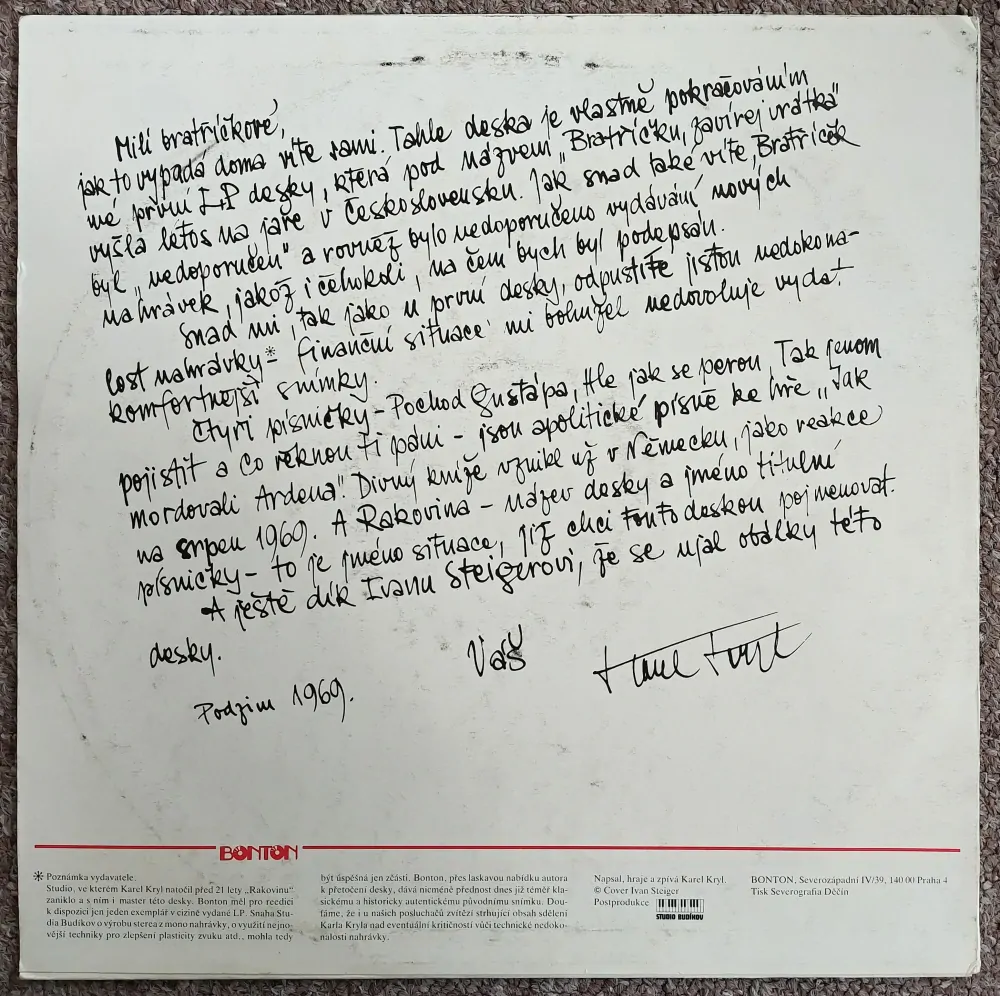 Milí bratříčkové,
jak to vypadá doma víte sami. Tahle deska je vlastně pokračováním
mé první LP desky, která pod názvem „Bratříčku, zavírej vrátka“
vyšla letos na jaře v Československu. Jak snad také víte, Bratříček
byl „nedoporučen“ a rovněž bylo nedoporučeno vydávání nových
nahrávek, jakož i čehokoli, na čem bych byl podepsán.
Snad mi, tak jako u první desky, odpustíte jistou nedokona-
lost nahrávky* - finanční situace mi bohužel nedovoluje vydat
komfortnější snímky.
Čtyři písničky - Pochod Gustápa, Hle jak se perou, Tak jenom
pojistit a Co řeknou ti páni - jsou apolitické písně ke hře „Jak
mordovali Ardena“. Divný kníže vznikl už v Německu, jako reakce
na srpen 1969. A Rakovina - název desky a jméno titulní
písničky - to je jméno situace, jíž chci touto deskou pojmenovat.
A ještě dík Ivanu Steigerovi, že se ujal obálky této
desky.
Váš Karel Kryl
Podzim 1969.
BONTON
* Poznámka vydavatele.
Studio, ve kterém Karel Kryl natočil před 21 lety „Rakovinu“
zaniklo a s ním i master této desky. Bonton měl pro reedici
k dispozici jen jeden exemplář v cizině vydané LP. Snaha Stu-
dia Budíkov o výrobu sterea z mono nahrávky, o využití nejno-
vější techniky pro zlepšení plasticity zvuku atd., mohla tedy
být úspěšná jen zčásti. Bonton, přes laskavou nabídku autora
k přetočení desky, dává nicméně přednost dnes již téměř kla-
sickému a historicky autentickému původnímu snímku. Dou-
fáme, že i u našich posluchačů zvítězí strhující obsah sdělení
Karla Kryla nad eventuální kritičností vůči technické nedoko-
nalosti nahrávky.
Napsal, hraje a zpívá Karel Kryl.
© Cover Ivan Steiger
Postprodukce
STUDIO BUDÍKOV
BONTON, Severozápadní IV/39, 140 00 Praha 4
Tisk Severografia Děčín